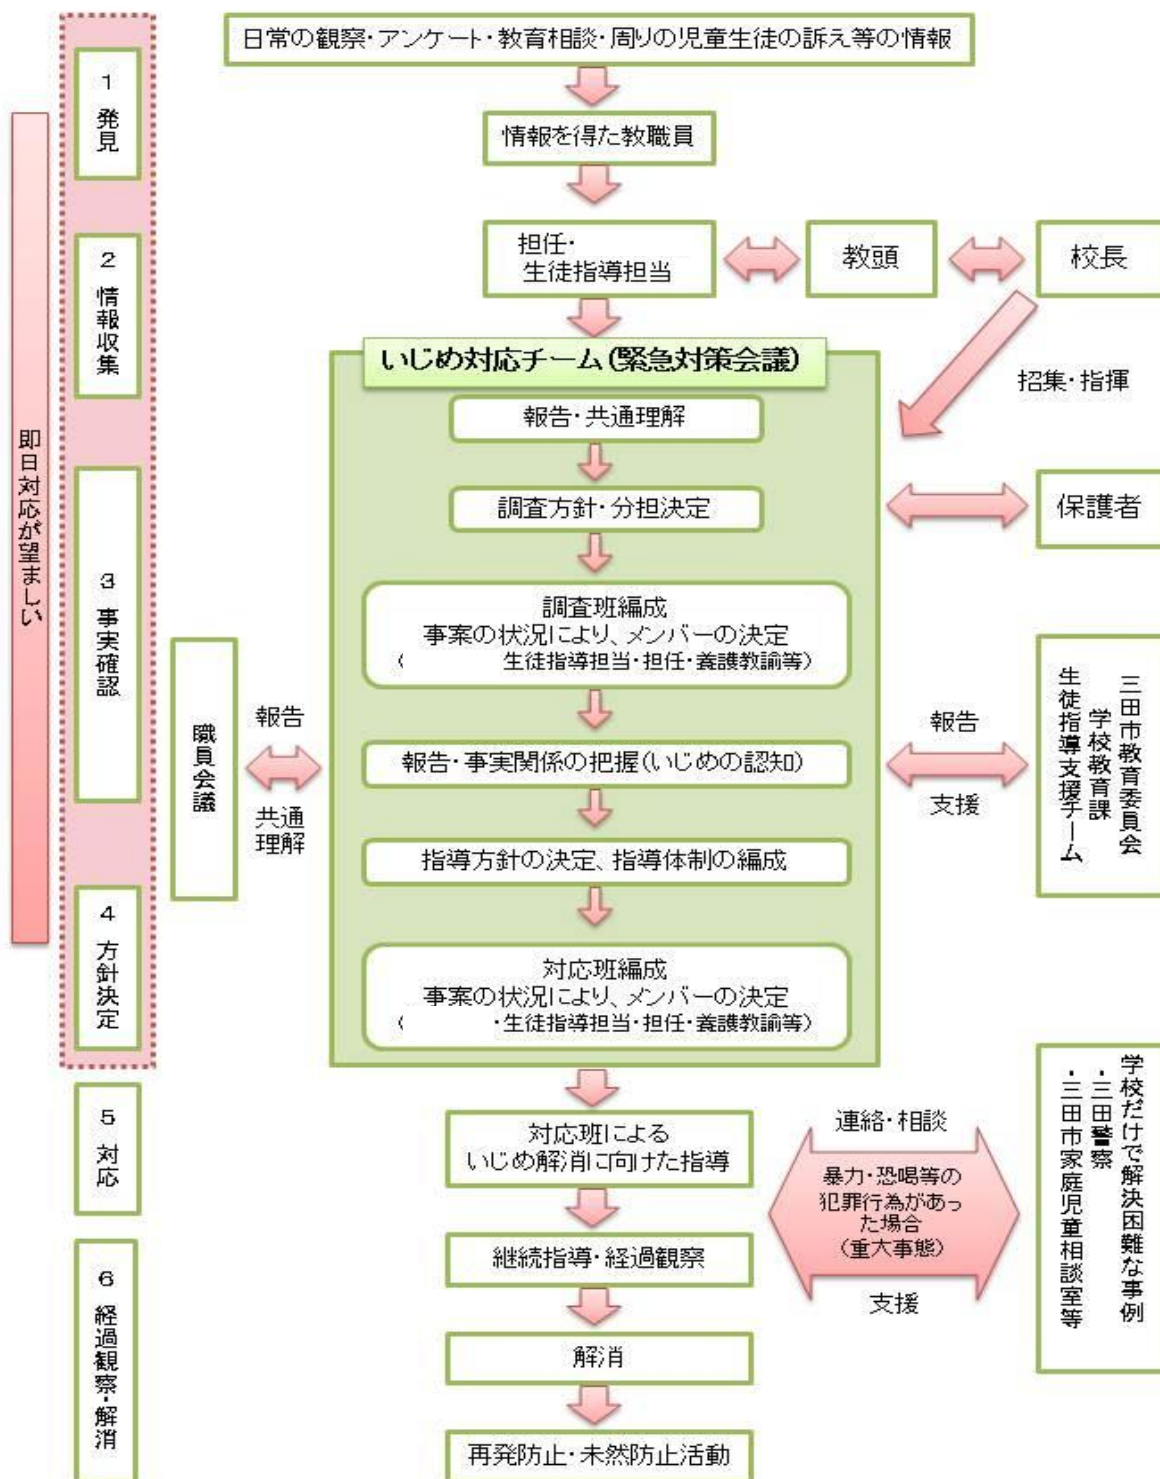 日常の観察・アンケート・教育相談・周りの児童生徒の訴え等の情報
1 発見
情報を得た教職員
2 情報収集
担任・
生徒指導担当
教頭
校長
招集・指揮
いじめ対応チーム(緊急対策会議)
報告・共通理解
即日対応が望ましい
3 事実確認
調査方針・分担決定
保護者
調査班編成
事案の状況により、メンバーの決定
( 生徒指導担当・担任・養護教諭等)
職員会議
報告
共通
理解
報告・事実関係の把握(いじめの認知)
報告
支援
三田市教育委員会
学校教育課
生徒指導支援チーム
指導方針の決定、指導体制の編成
4 方針決定
対応班編成
事案の状況により、メンバーの決定
( ・生徒指導担当・担任・養護教諭等)
5 対応
対応班による
いじめ解消に向けた指導
連絡・相談
暴力・恐喝等の
犯罪行為があっ
た場合
(重大事態)
支援
学校だけで解決困難な事例
・三田警察
・三田市家庭児童相談室等
6 経過観察・解消
継続指導・経過観察
解消
再発防止・未然防止活動